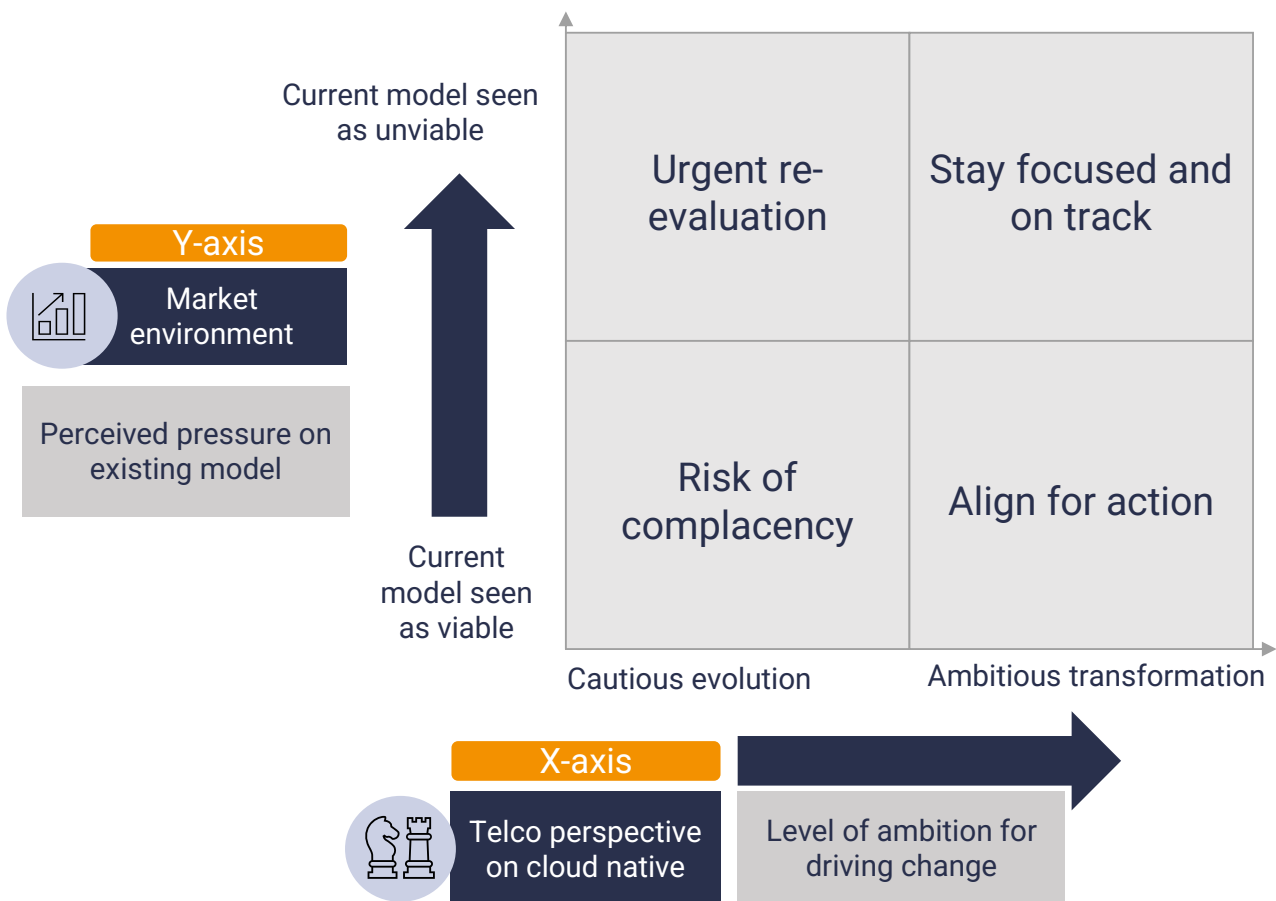 Current model seen
as unviable
Urgent re-
evaluation
Stay focused and
on track
Y-axis
Market
environment
Perceived pressure on
existing model
Risk of
complacency
Align for action
Current
model seen
as viable
Cautious evolution
Ambitious transformation
X-axis
Telco perspective
on cloud native
Level of ambition for
driving change